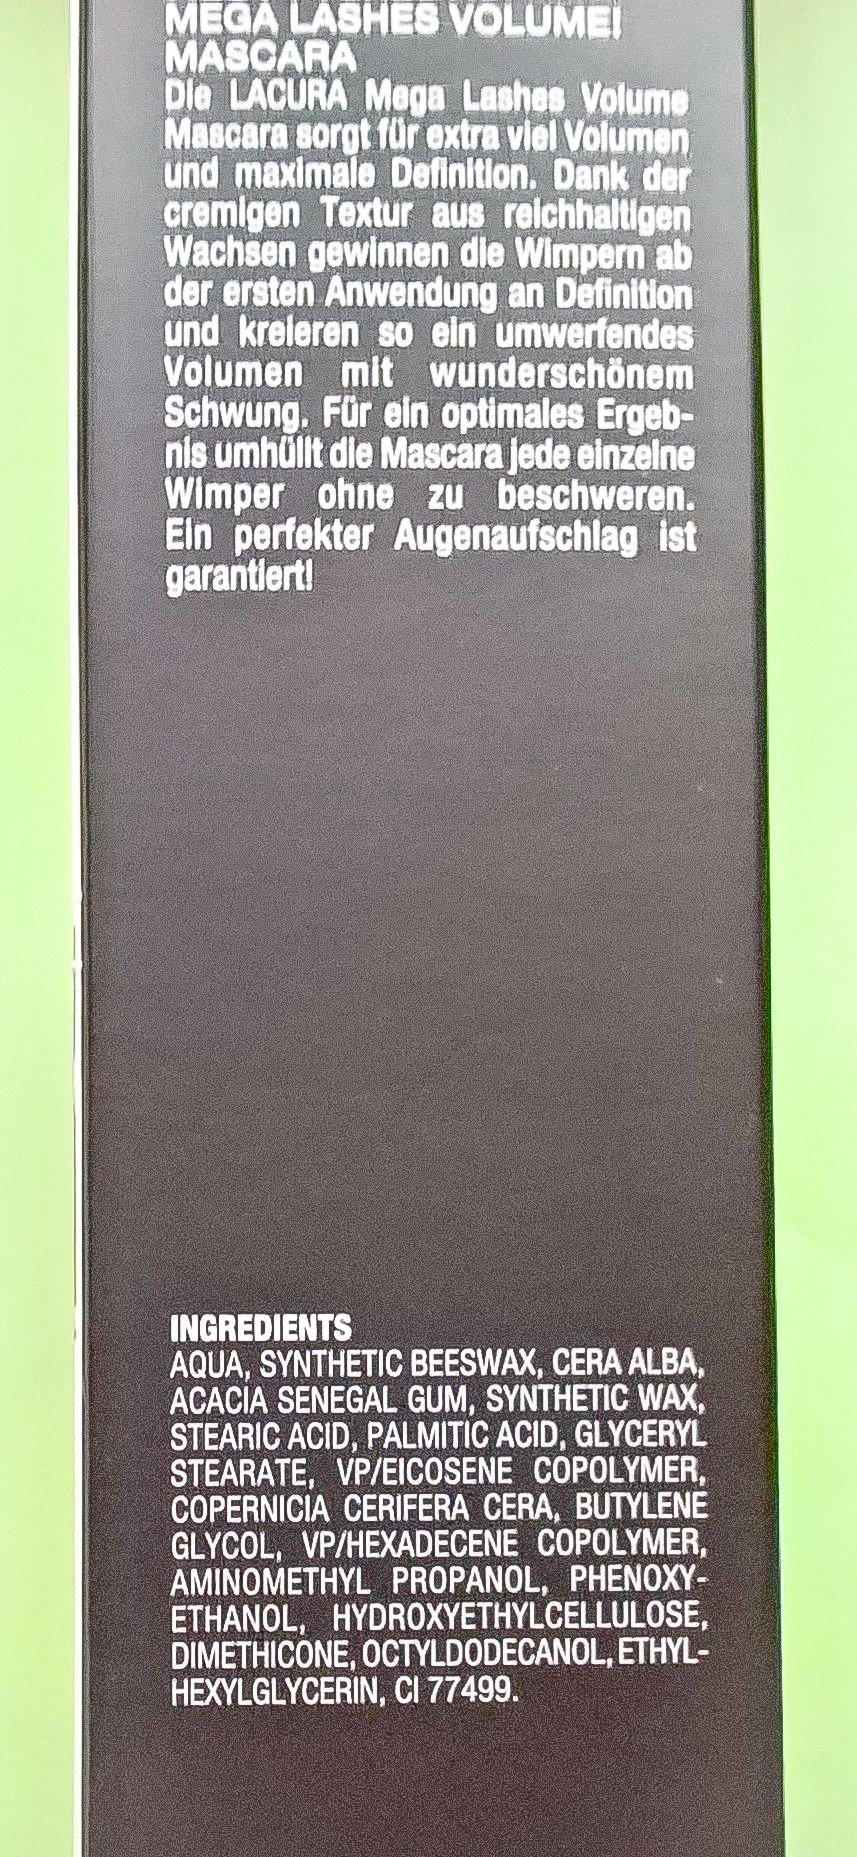 MEGA LASHES VOLUME!
MASCARA
Die LACURA Mega Lashes Volume
Mascara sorgt für extra viel Volumen
und maximale Definition. Dank der
cremigen Textur aus reichhaltigen
Wachsen gewinnen die Wimpern ab
der ersten Anwendung an Definition
und kreieren so ein umwerfendes
Volumen mit wunderschönem
Schwung. Für ein optimales Ergeb-
nis umhüllt die Mascara jede einzelne
Wimper ohne zu beschweren.
Ein perfekter Augenaufschlag ist
garantiert!
INGREDIENTS
AQUA, SYNTHETIC BEESWAX, CERA ALBA,
ACACIA SENEGAL GUM, SYNTHETIC WAX,
STEARIC ACID, PALMITIC ACID, GLYCERYL
STEARATE, VP/EICOSENE COPOLYMER,
COPERNICIA CERIFERA CERA, BUTYLENE
GLYCOL, VP/HEXADECENE COPOLYMER,
AMINOMETHYL PROPANOL, PHENOXY-
ETHANOL, HYDROXYETHYLCELLULOSE,
DIMETHICONE, OCTYLDODECANOL, ETHYL-
HEXYLGLYCERIN, CI 77499.